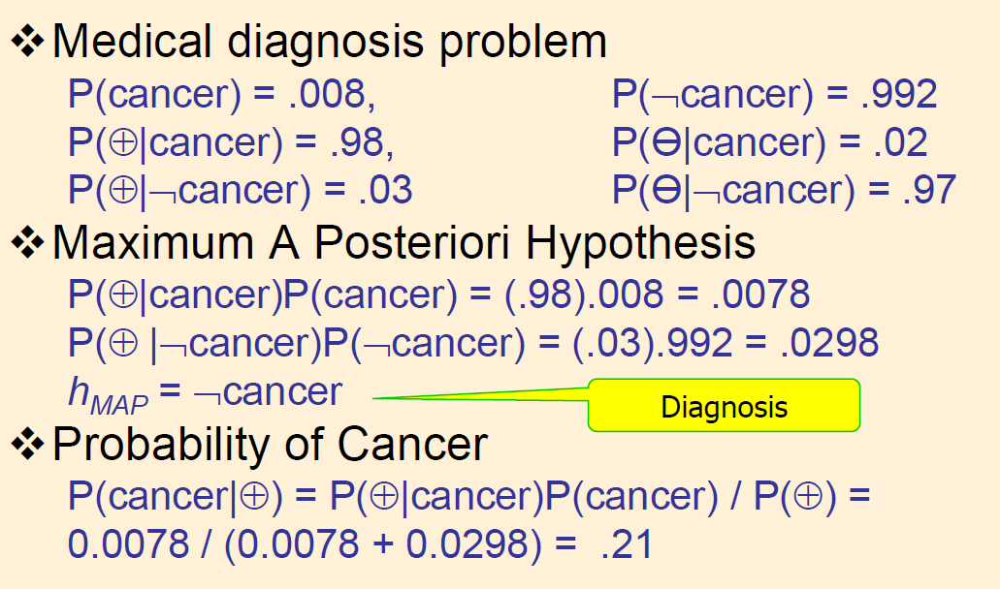 ❖ Medical diagnosis problem
P(cancer) = .008, P(¬cancer) = .992
P(⊕|cancer) = .98, P(Ɵ|cancer) = .02
P(⊕|¬cancer) = .03 P(Ɵ|¬cancer) = .97
❖ Maximum A Posteriori Hypothesis
P(⊕|cancer)P(cancer) = (.98).008 = .0078
P(⊕ |¬cancer)P(¬cancer) = (.03).992 = .0298
h_MAP = ¬cancer
Diagnosis
❖ Probability of Cancer
P(cancer|⊕) = P(⊕|cancer)P(cancer) / P(⊕) =
0.0078 / (0.0078 + 0.0298) = .21